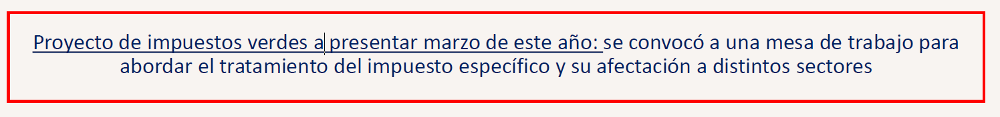 Proyecto de impuestos verdes a presentar marzo de este año: se convocó a una mesa de trabajo para
abordar el tratamiento del impuesto específico y su afectación a distintos sectores